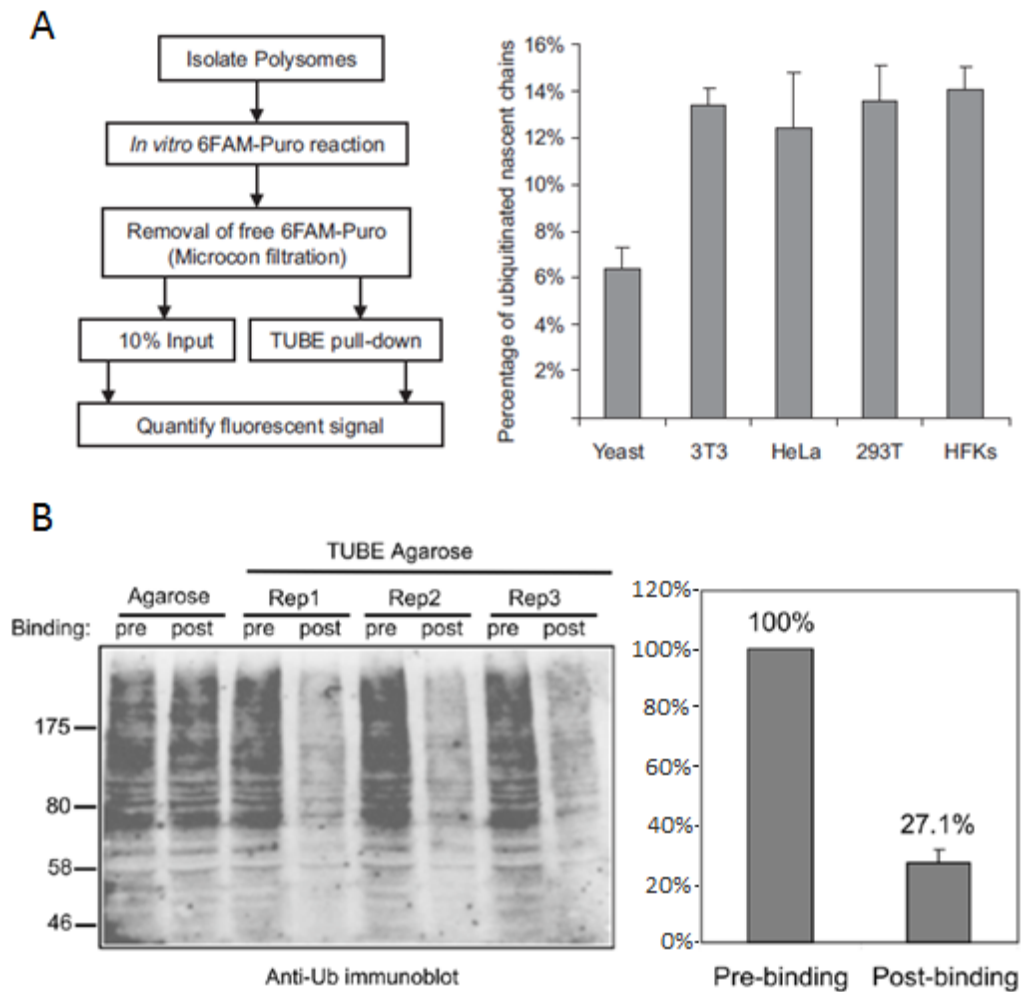 A
Isolate Polysomes
In vitro 6FAM-Puro reaction
Removal of free 6FAM-Puro
(Microcon filtration)
10% Input
TUBE pull-down
Quantify fluorescent signal
Percentage of ubiquitinated nascent chains
16%
14%
12%
10%
8%
6%
4%
2%
Yeast 3T3 HeLa 293T HFKs
B
TUBE Agarose
Agarose Rep1 Rep2 Rep3
Binding: pre post pre post pre post pre post
175
80
58
46
Anti-Ub immunoblot
120%
100%
80%
60%
40%
20%
0%
100%
27.1%
Pre-binding Post-binding